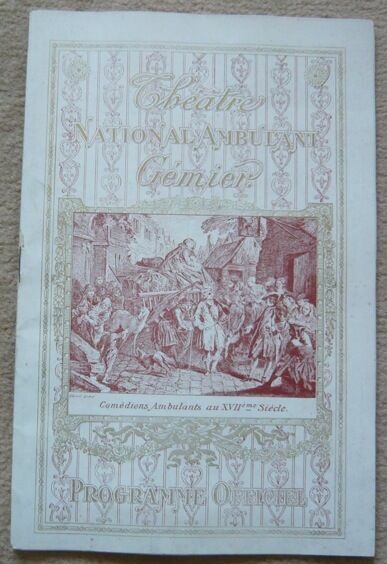 Théâtre
NATIONAL AMBULANT
Gémier
Comédiens Ambulants au XVIIème Siècle.
PROGRAMME OFFICIEL